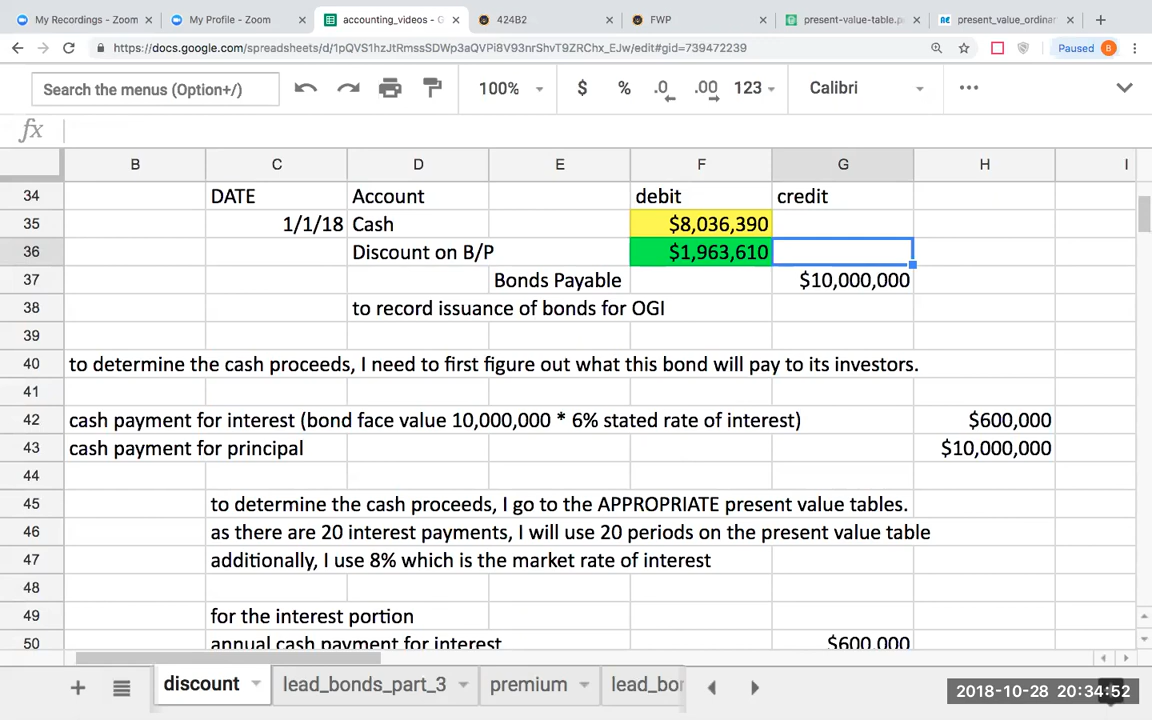 My Recordings - Zoom
My Profile - Zoom
accounting_videos - G
424B2
FWP
present-value-table.p
present_value_ordinar
https://docs.google.com/spreadsheets/d/1pQVS1hzJtRmssSDWp3aQVPi8V93nrShvT9ZRChx_EJw/edit#gid=739472239
Paused B
Search the menus (Option+/)
100% $ % .0 .00 123 Calibri
fx
B C D E F G H I
34 DATE Account debit credit
35 1/1/18 Cash $8,036,390
36 Discount on B/P $1,963,610
37 Bonds Payable $10,000,000
38 to record issuance of bonds for OGI
39
40 to determine the cash proceeds, I need to first figure out what this bond will pay to its investors.
41
42 cash payment for interest (bond face value 10,000,000 * 6% stated rate of interest) $600,000
43 cash payment for principal $10,000,000
44
45 to determine the cash proceeds, I go to the APPROPRIATE present value tables.
46 as there are 20 interest payments, I will use 20 periods on the present value table
47 additionally, I use 8% which is the market rate of interest
48
49 for the interest portion
50 annual cash payment for interest $600,000
discount lead_bonds_part_3 premium lead_bo
2018-10-28 20:34:52